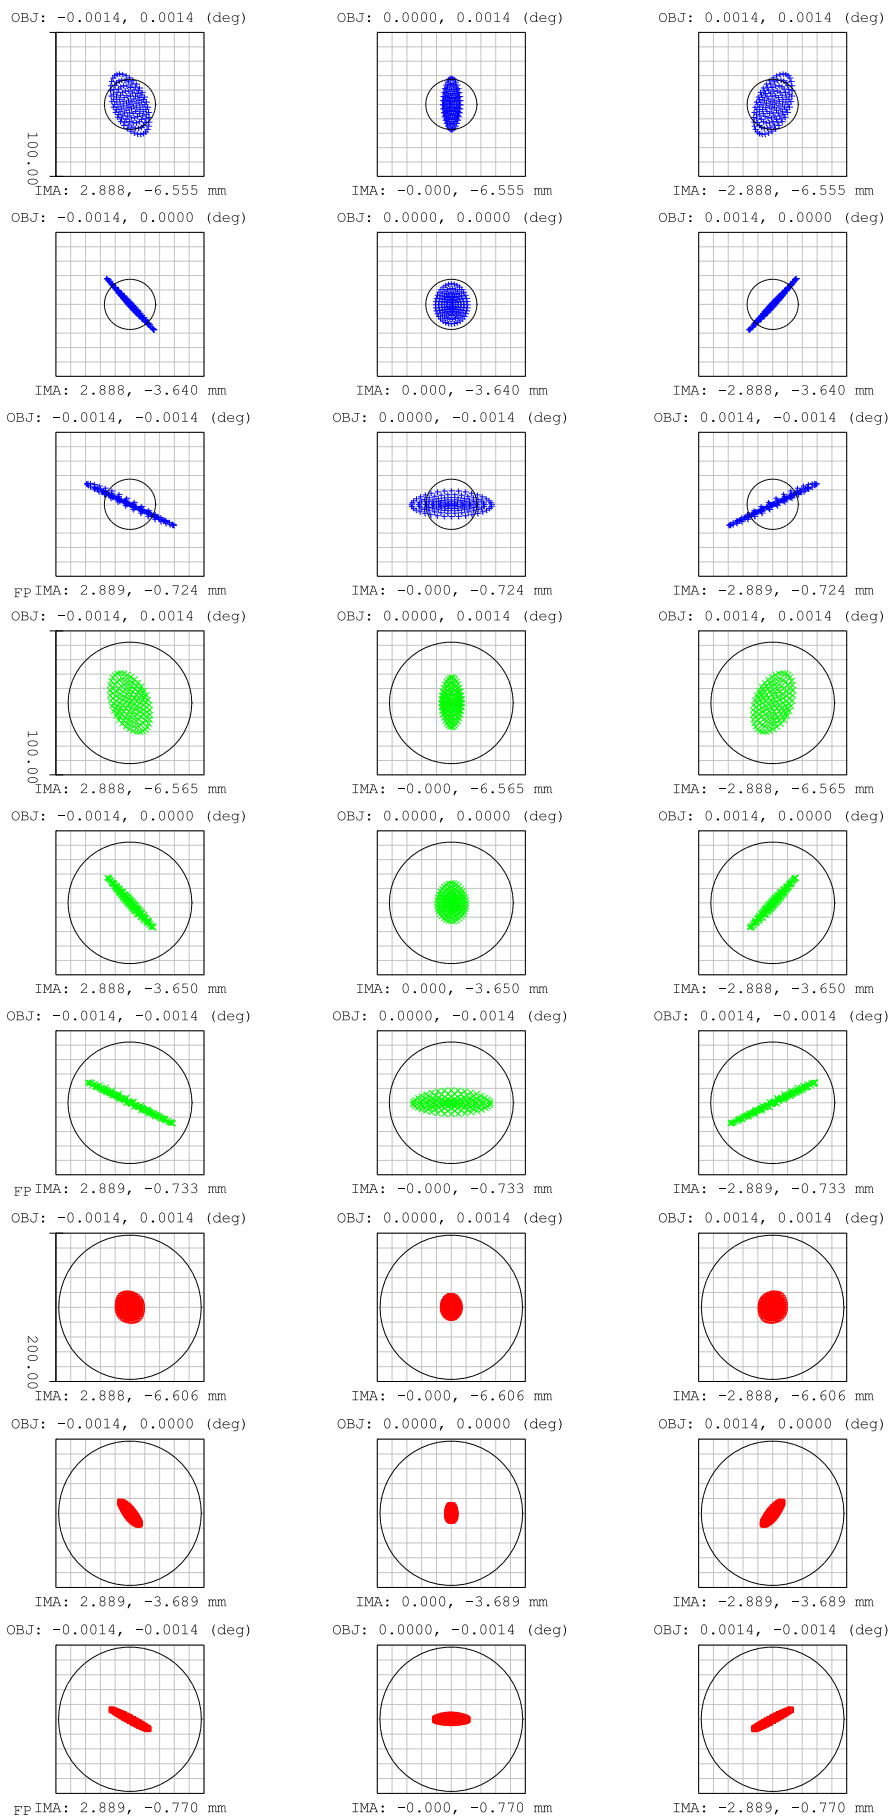 OBJ: -0.0014, 0.0014 (deg) OBJ: 0.0000, 0.0014 (deg) OBJ: 0.0014, 0.0014 (deg)
100.00
IMA: 2.888, -6.555 mm IMA: -0.000, -6.555 mm IMA: -2.888, -6.555 mm
OBJ: -0.0014, 0.0000 (deg) OBJ: 0.0000, 0.0000 (deg) OBJ: 0.0014, 0.0000 (deg)
IMA: 2.888, -3.640 mm IMA: 0.000, -3.640 mm IMA: -2.888, -3.640 mm
OBJ: -0.0014, -0.0014 (deg) OBJ: 0.0000, -0.0014 (deg) OBJ: 0.0014, -0.0014 (deg)
FP IMA: 2.889, -0.724 mm IMA: -0.000, -0.724 mm IMA: -2.889, -0.724 mm
OBJ: -0.0014, 0.0014 (deg) OBJ: 0.0000, 0.0014 (deg) OBJ: 0.0014, 0.0014 (deg)
100.00
IMA: 2.888, -6.565 mm IMA: -0.000, -6.565 mm IMA: -2.888, -6.565 mm
OBJ: -0.0014, 0.0000 (deg) OBJ: 0.0000, 0.0000 (deg) OBJ: 0.0014, 0.0000 (deg)
IMA: 2.888, -3.650 mm IMA: 0.000, -3.650 mm IMA: -2.888, -3.650 mm
OBJ: -0.0014, -0.0014 (deg) OBJ: 0.0000, -0.0014 (deg) OBJ: 0.0014, -0.0014 (deg)
FP IMA: 2.889, -0.733 mm IMA: -0.000, -0.733 mm IMA: -2.889, -0.733 mm
OBJ: -0.0014, 0.0014 (deg) OBJ: 0.0000, 0.0014 (deg) OBJ: 0.0014, 0.0014 (deg)
200.00
IMA: 2.888, -6.606 mm IMA: -0.000, -6.606 mm IMA: -2.888, -6.606 mm
OBJ: -0.0014, 0.0000 (deg) OBJ: 0.0000, 0.0000 (deg) OBJ: 0.0014, 0.0000 (deg)
IMA: 2.889, -3.689 mm IMA: 0.000, -3.689 mm IMA: -2.889, -3.689 mm
OBJ: -0.0014, -0.0014 (deg) OBJ: 0.0000, -0.0014 (deg) OBJ: 0.0014, -0.0014 (deg)
FP IMA: 2.889, -0.770 mm IMA: -0.000, -0.770 mm IMA: -2.889, -0.770 mm